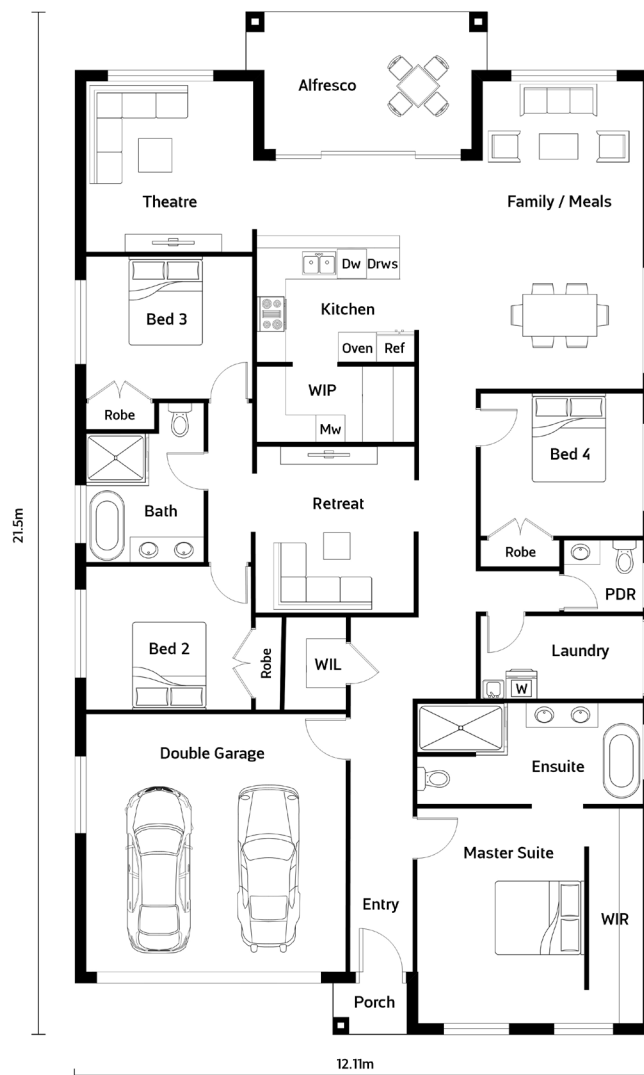 Alfresco
Theatre
Family / Meals
Dw Drws
Kitchen
Bed 3
Oven Ref
WIP
Robe
Mw
Bed 4
Retreat
Bath
21.5m
Robe
PDR
Bed 2
Robe
WIL
Laundry
W
Double Garage
Ensuite
Master Suite
Entry
WIR
Porch
12.11m